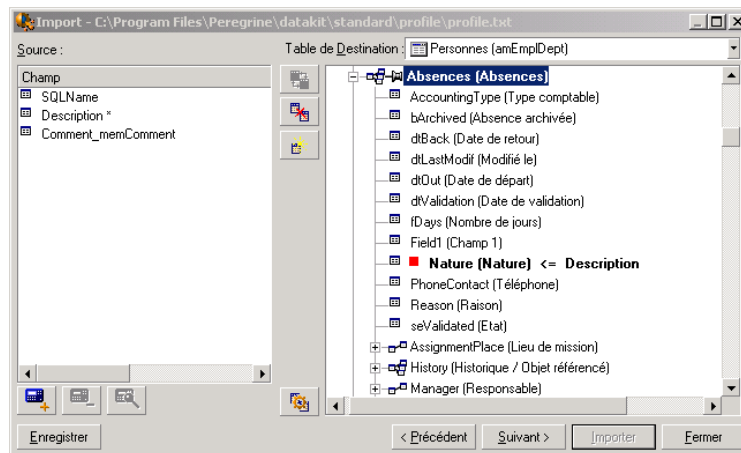 Import - C:\Program Files\Peregrine\datakit\standard\profile\profile.txt
Source :
Table de Destination : Personnes (amEmplDept)
Champ
SQLName
Description *
Comment_memComment
Absences (Absences)
AccountingType (Type comptable)
bArchived (Absence archivée)
dtBack (Date de retour)
dtLastModif (Modifié le)
dtOut (Date de départ)
dtValidation (Date de validation)
fDays (Nombre de jours)
Field1 (Champ 1)
Nature (Nature) <= Description
PhoneContact (Téléphone)
Reason (Raison)
seValidated (Etat)
AssignmentPlace (Lieu de mission)
History (Historique / Objet référencé)
Manager (Responsable)
Enregistrer
< Précédent
Suivant >
Importer
Fermer